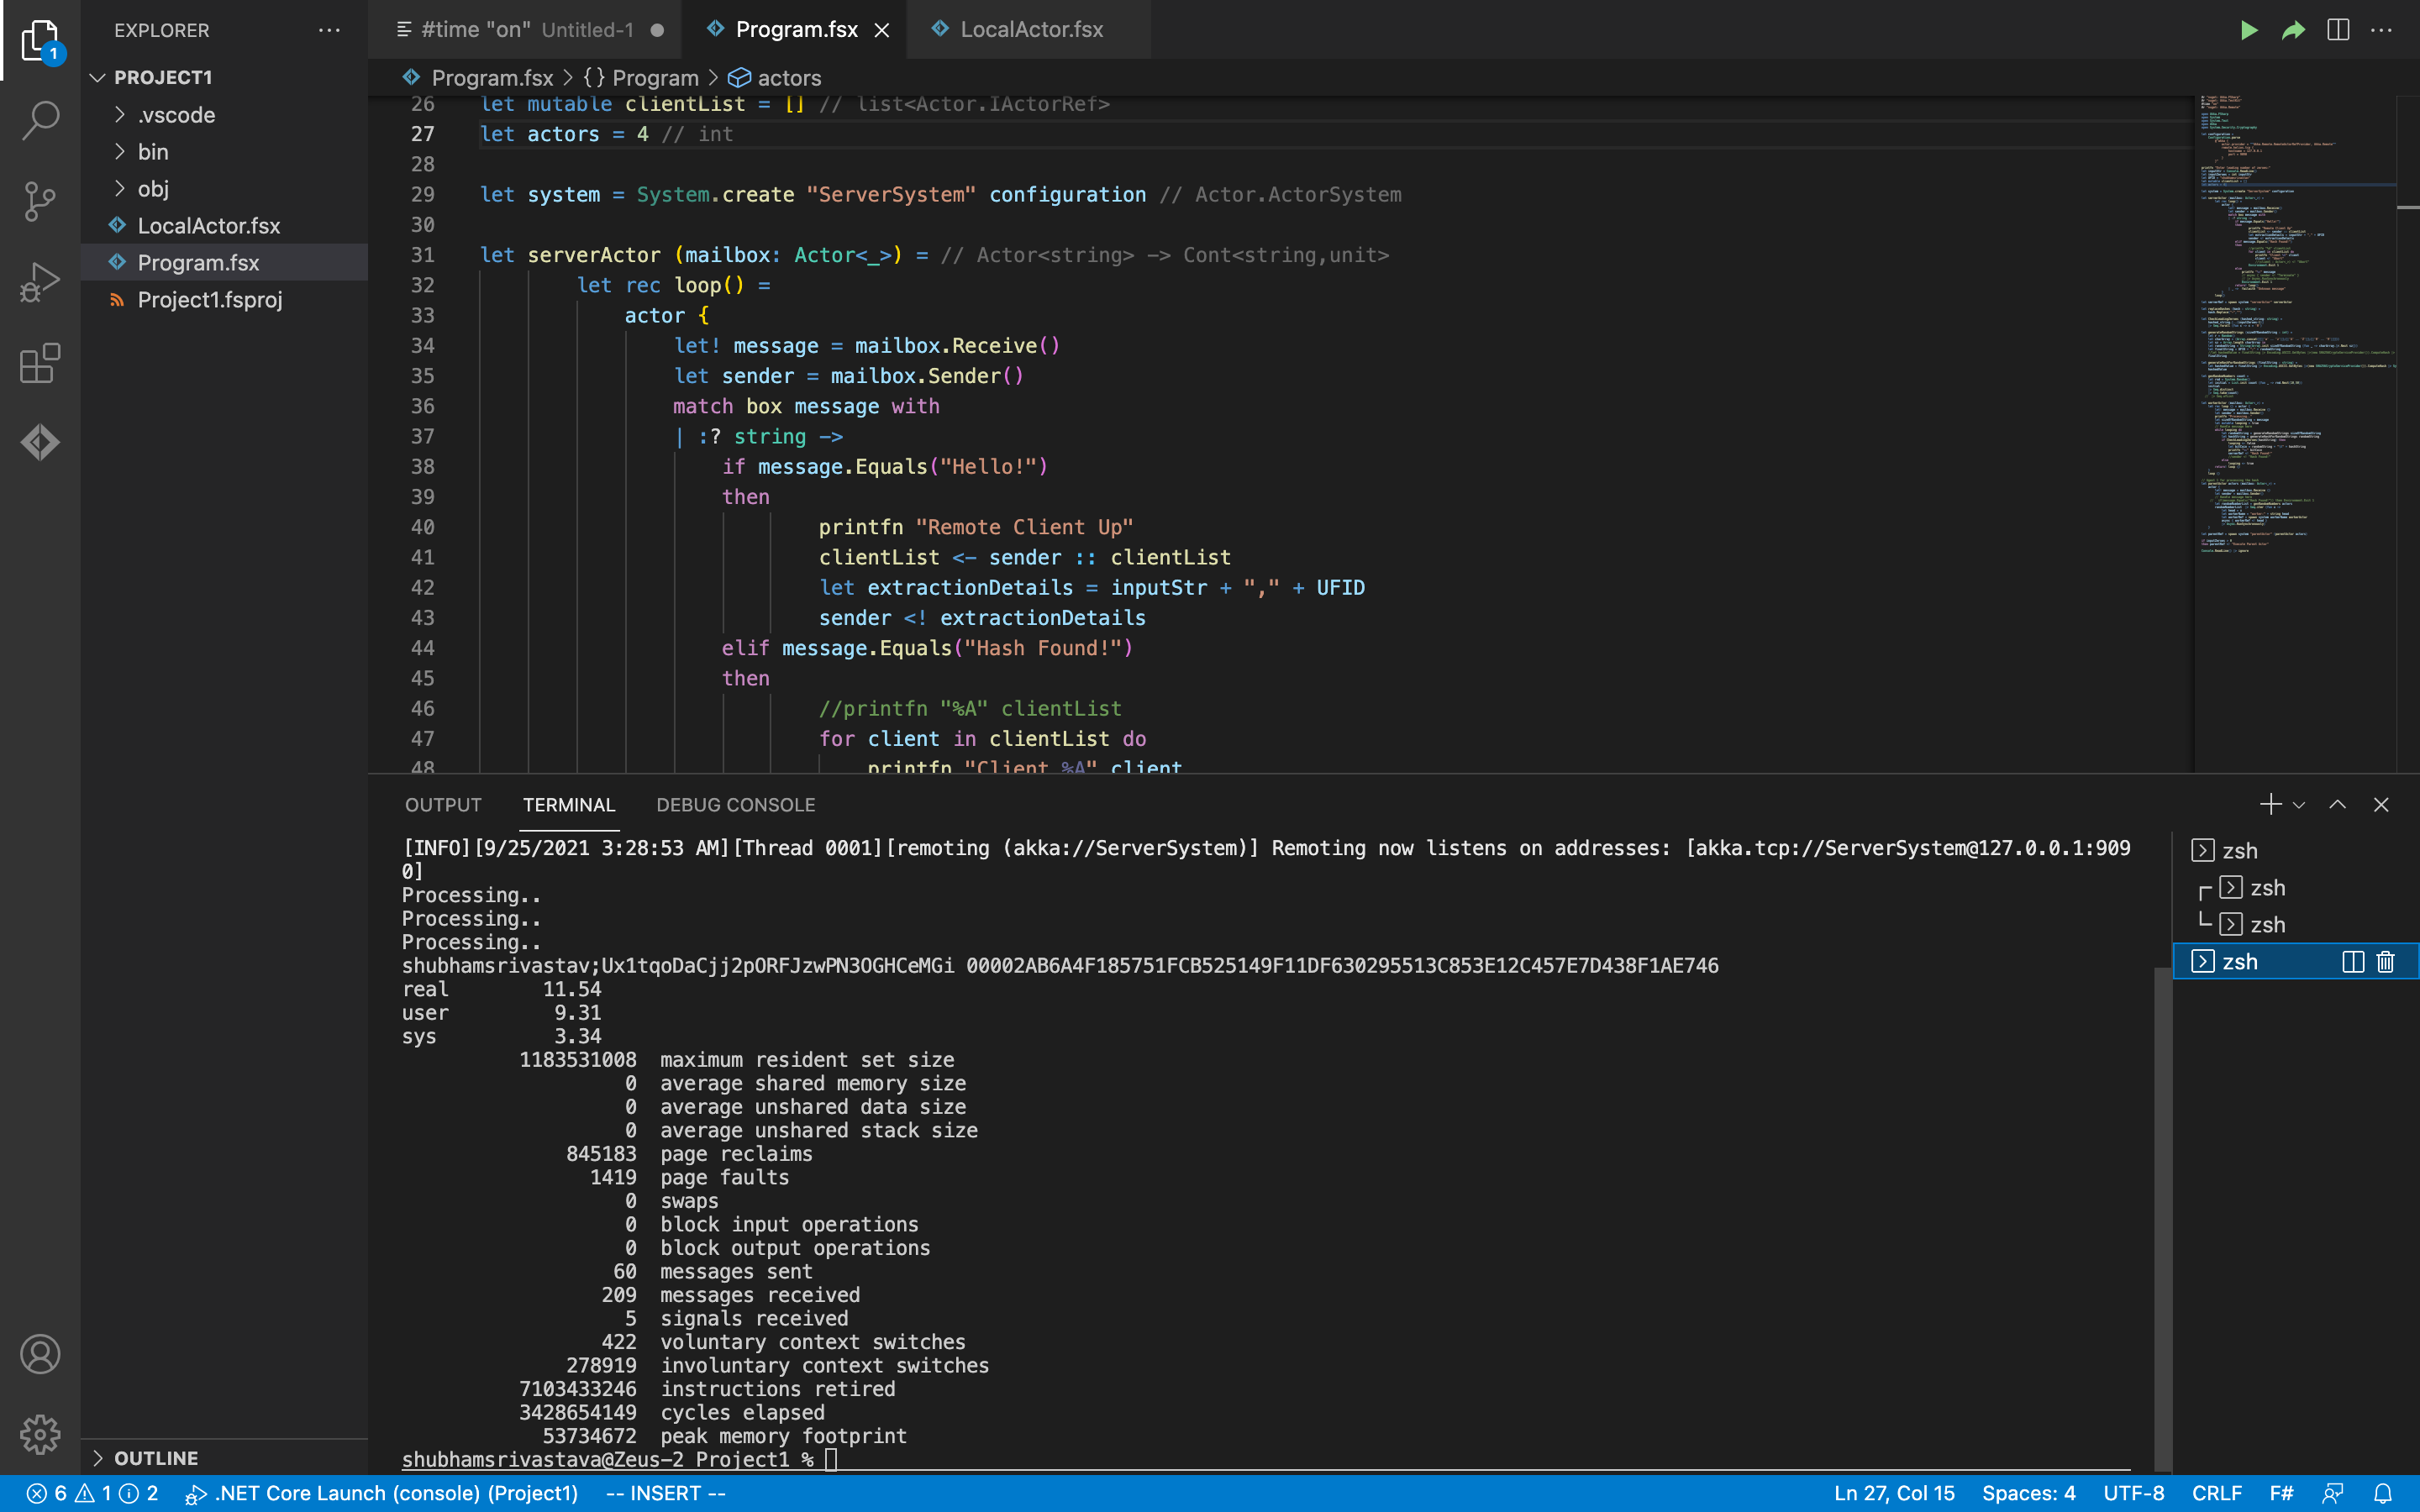 EXPLORER
PROJECT1
.vscode
bin
obj
LocalActor.fsx
Program.fsx
Project1.fsproj
OUTLINE
1
#time "on" Untitled-1
Program.fsx
LocalActor.fsx
Program.fsx > {} Program > actors
26 let mutable clientList = [] // list<Actor.IActorRef>
27 let actors = 4 // int
28
29 let system = System.create "ServerSystem" configuration // Actor.ActorSystem
30
31 let serverActor (mailbox: Actor<_>) = // Actor<string> -> Cont<string,unit>
32 let rec loop() =
33 actor {
34 let! message = mailbox.Receive()
35 let sender = mailbox.Sender()
36 match box message with
37 | :? string ->
38 if message.Equals("Hello!")
39 then
40 printfn "Remote Client Up"
41 clientList <- sender :: clientList
42 let extractionDetails = inputStr + "," + UFID
43 sender <! extractionDetails
44 elif message.Equals("Hash Found!")
45 then
46 //printfn "%A" clientList
47 for client in clientList do
48 printfn "Client %A" client
OUTPUT TERMINAL DEBUG CONSOLE
[INFO][9/25/2021 3:28:53 AM][Thread 0001][remoting (akka://ServerSystem)] Remoting now listens on addresses: [akka.tcp://ServerSystem@127.0.0.1:909
0]
Processing..
Processing..
Processing..
shubhamsrivastav;Ux1tqoDaCjj2pORFJzwPN3OGHCeMGi 00002AB6A4F185751FCB525149F11DF630295513C853E12C457E7D438F1AE746
real 11.54
user 9.31
sys 3.34
1183531008 maximum resident set size
0 average shared memory size
0 average unshared data size
0 average unshared stack size
845183 page reclaims
1419 page faults
0 swaps
0 block input operations
0 block output operations
60 messages sent
209 messages received
5 signals received
422 voluntary context switches
278919 involuntary context switches
7103433246 instructions retired
3428654149 cycles elapsed
53734672 peak memory footprint
shubhamsrivastava@Zeus-2 Project1 %
zsh
zsh
zsh
zsh
6 1 2 .NET Core Launch (console) (Project1) -- INSERT -- Ln 27, Col 15 Spaces: 4 UTF-8 CRLF F#